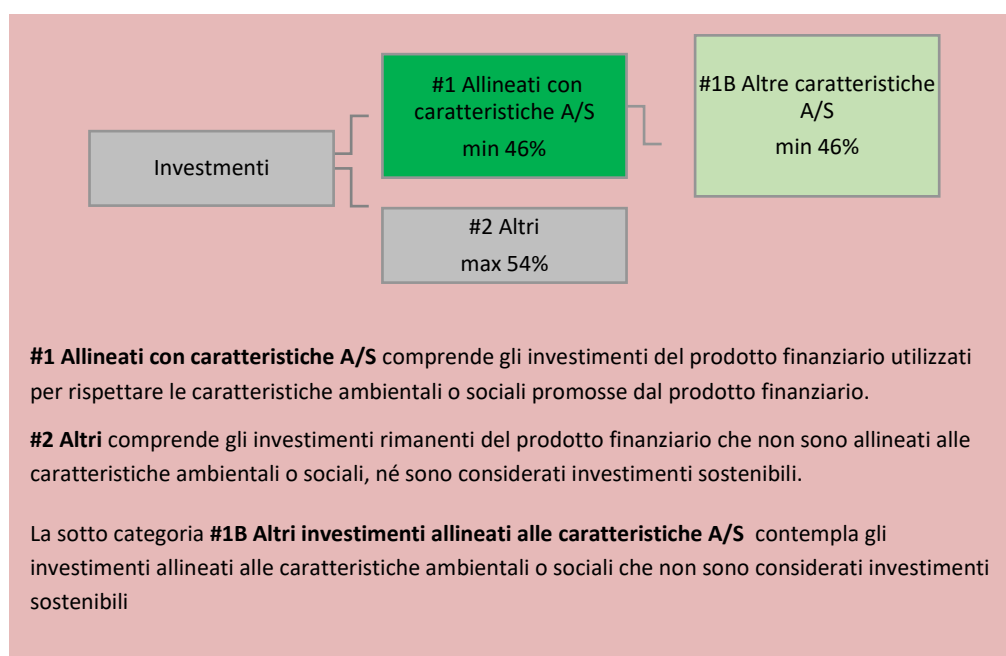 #1 Allineati con
caratteristiche A/S
min 46%
#1B Altre caratteristiche
A/S
min 46%
Investmenti
#2 Altri
max 54%
#1 Allineati con caratteristiche A/S comprende gli investimenti del prodotto finanziario utilizzati
per rispettare le caratteristiche ambientali o sociali promosse dal prodotto finanziario.
#2 Altri comprende gli investimenti rimanenti del prodotto finanziario che non sono allineati alle
caratteristiche ambientali o sociali, né sono considerati investimenti sostenibili.
La sotto categoria #1B Altri investimenti allineati alle caratteristiche A/S contempla gli
investimenti allineati alle caratteristiche ambientali o sociali che non sono considerati investimenti
sostenibili